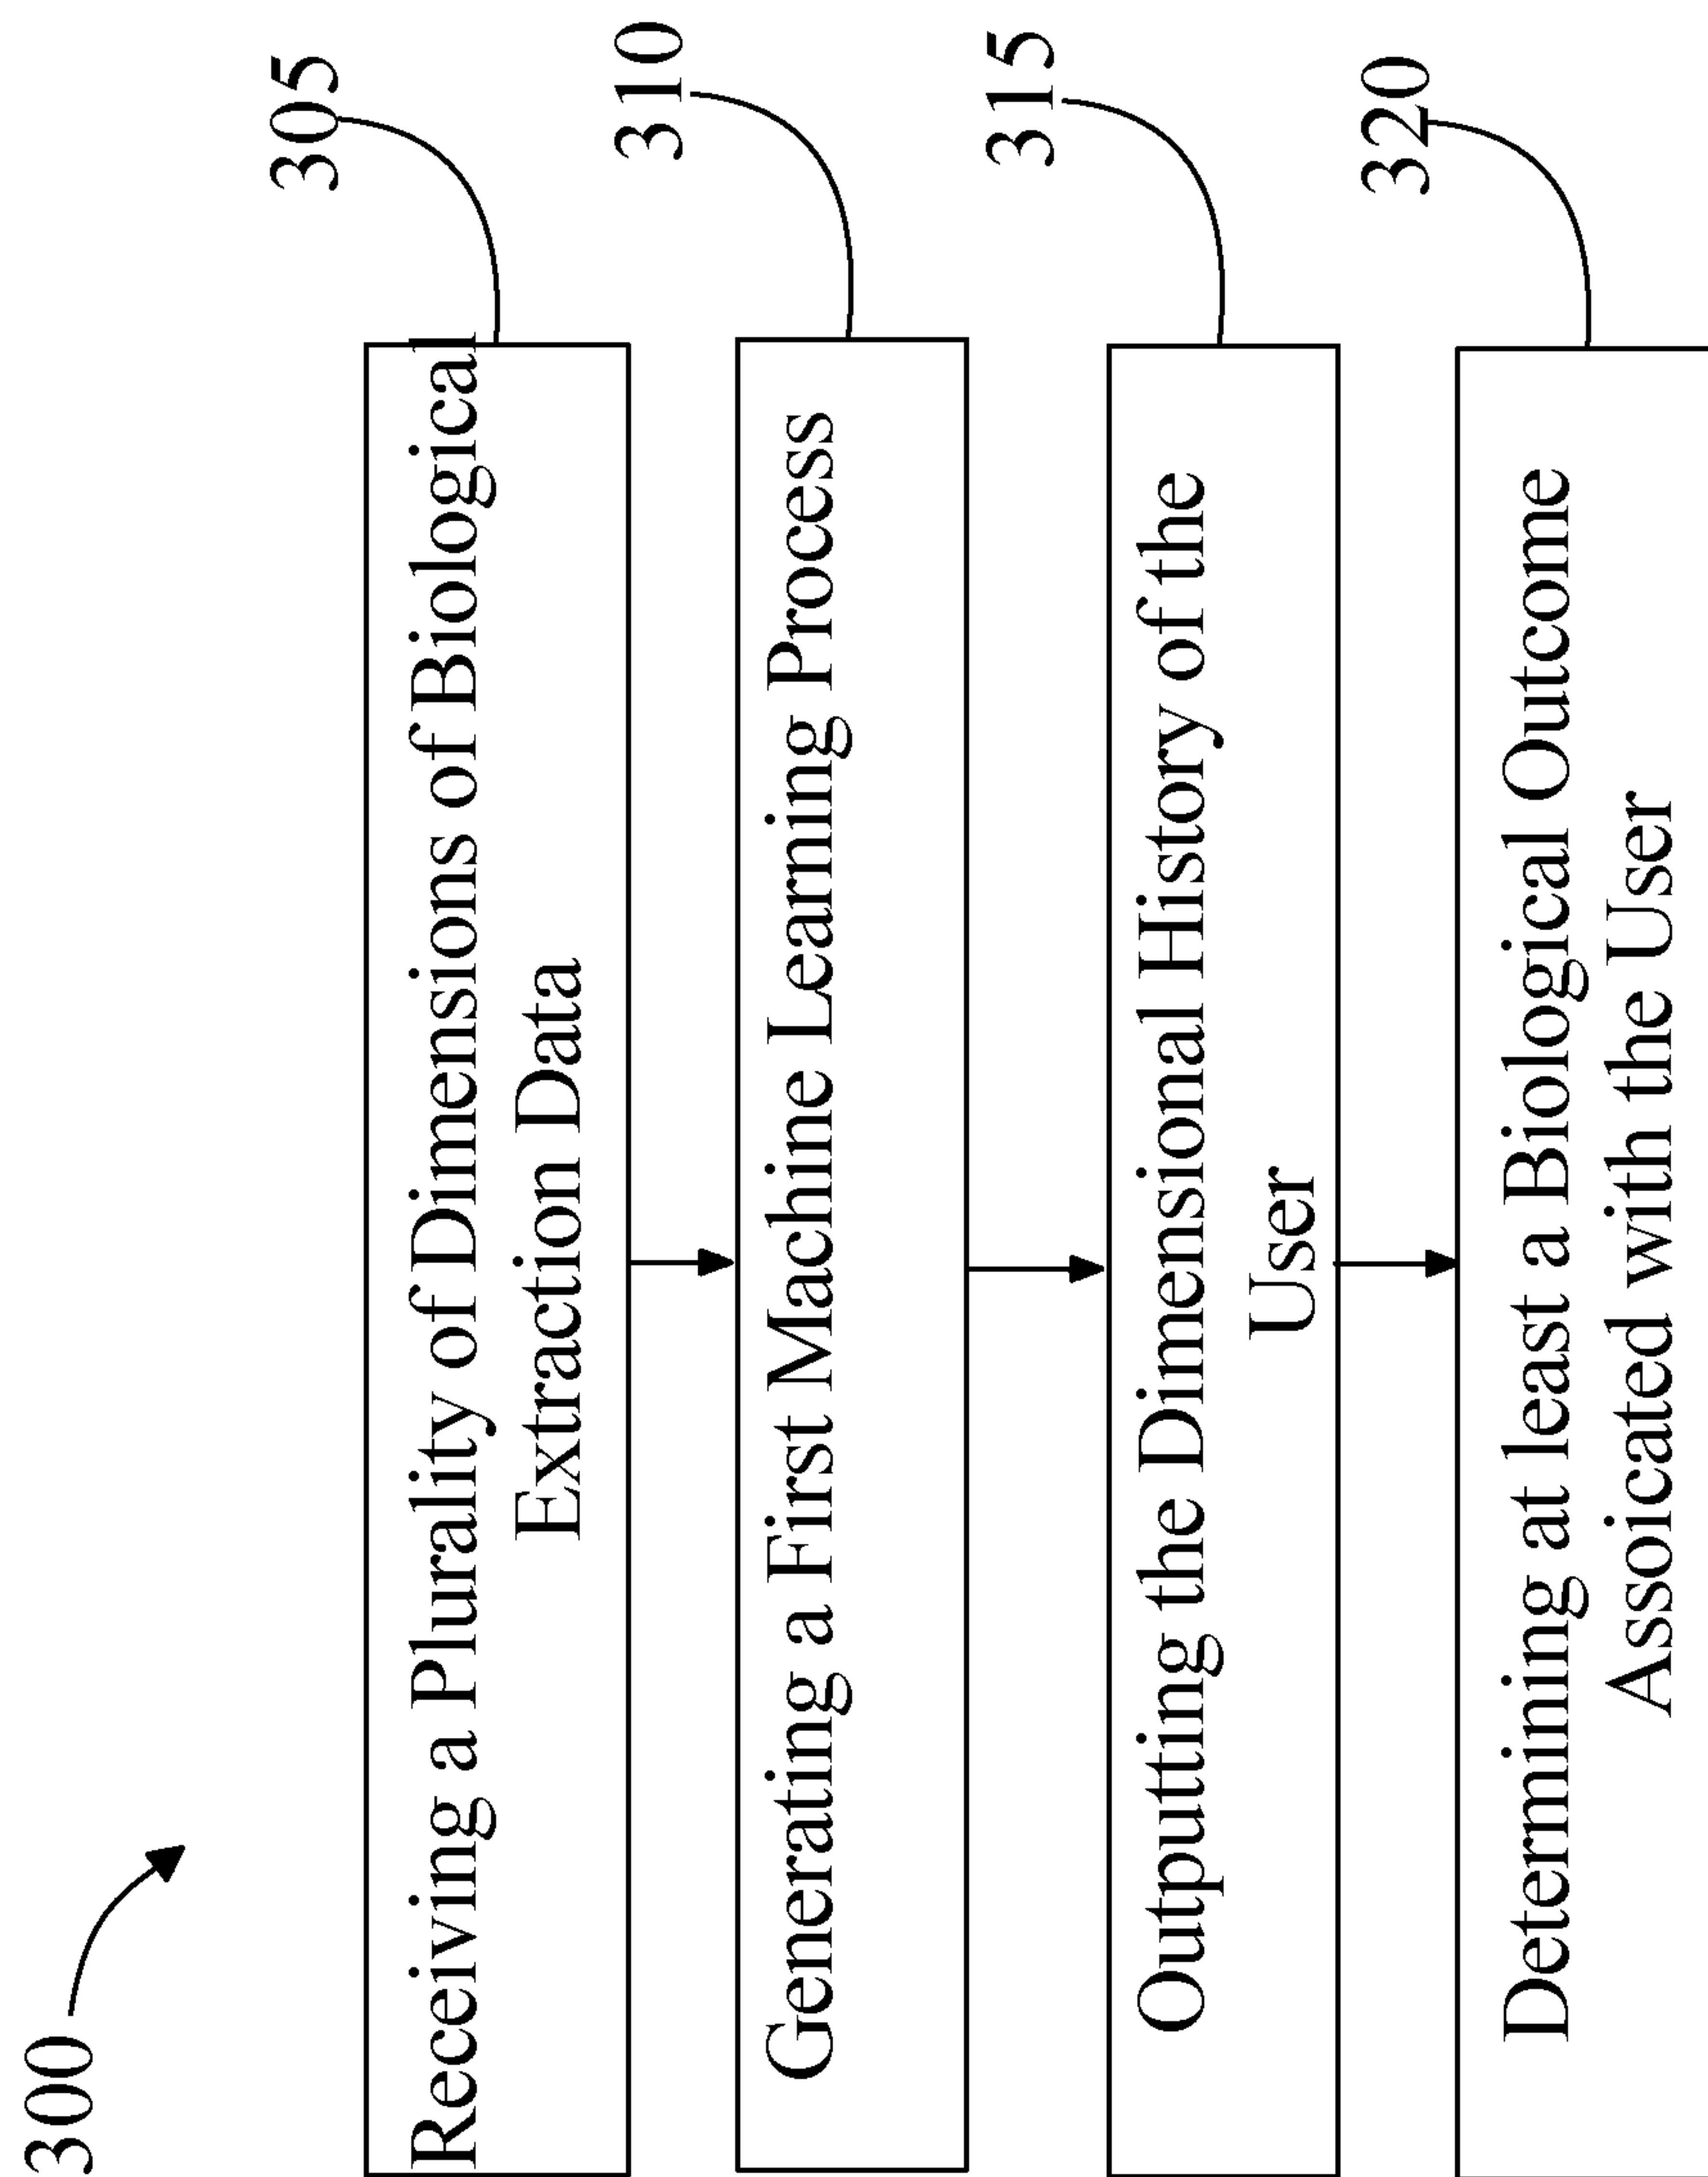 300
305
Receiving a Plurality of Dimensions of Biological
Extraction Data
310
Generating a First Machine Learning Process
315
Outputting the Dimensional History of the
User
320
Determining at least a Biological Outcome
Assoicated with the User